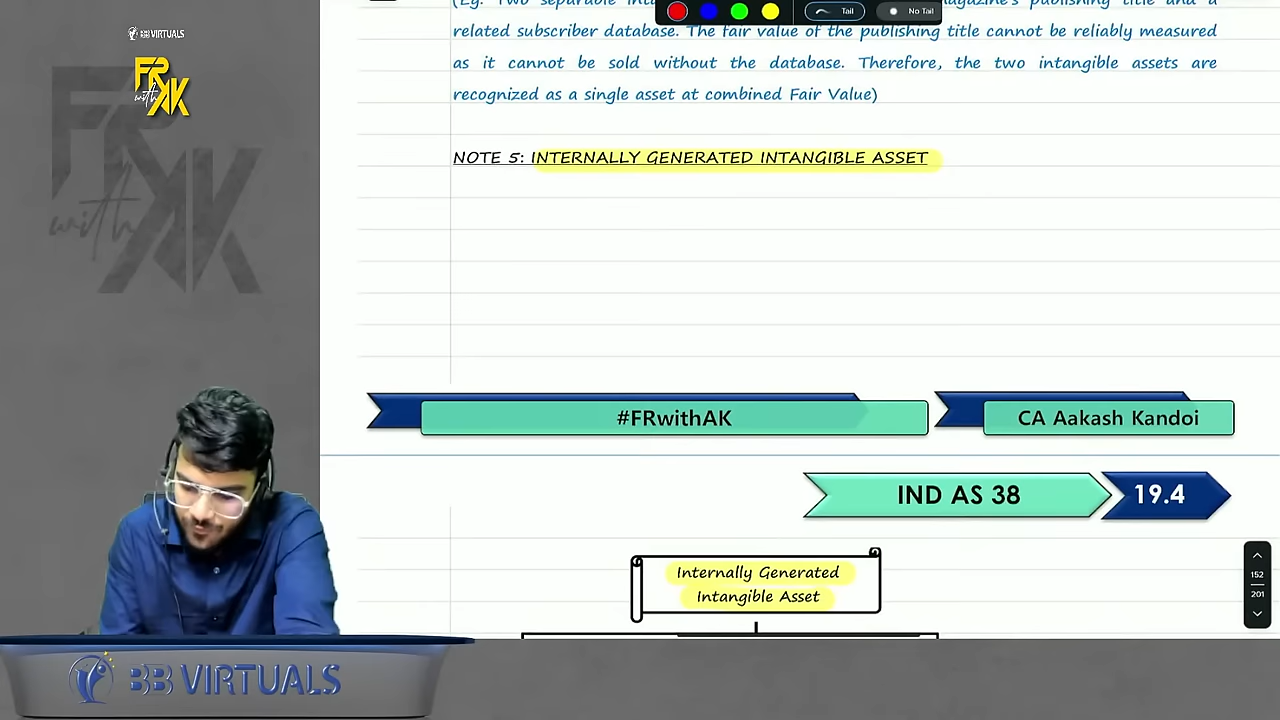 BB VIRTUALS
FR
with
AK
FR
with
AK
Tail
No Tail
related subscriber database. The fair value of the publishing title cannot be reliably measured
as it cannot be sold without the database. Therefore, the two intangible assets are
recognized as a single asset at combined Fair Value)
NOTE 5: INTERNALLY GENERATED INTANGIBLE ASSET
#FRwithAK
CA Aakash Kandoi
IND AS 38
19.4
Internally Generated
Intangible Asset
152
201
BB VIRTUALS